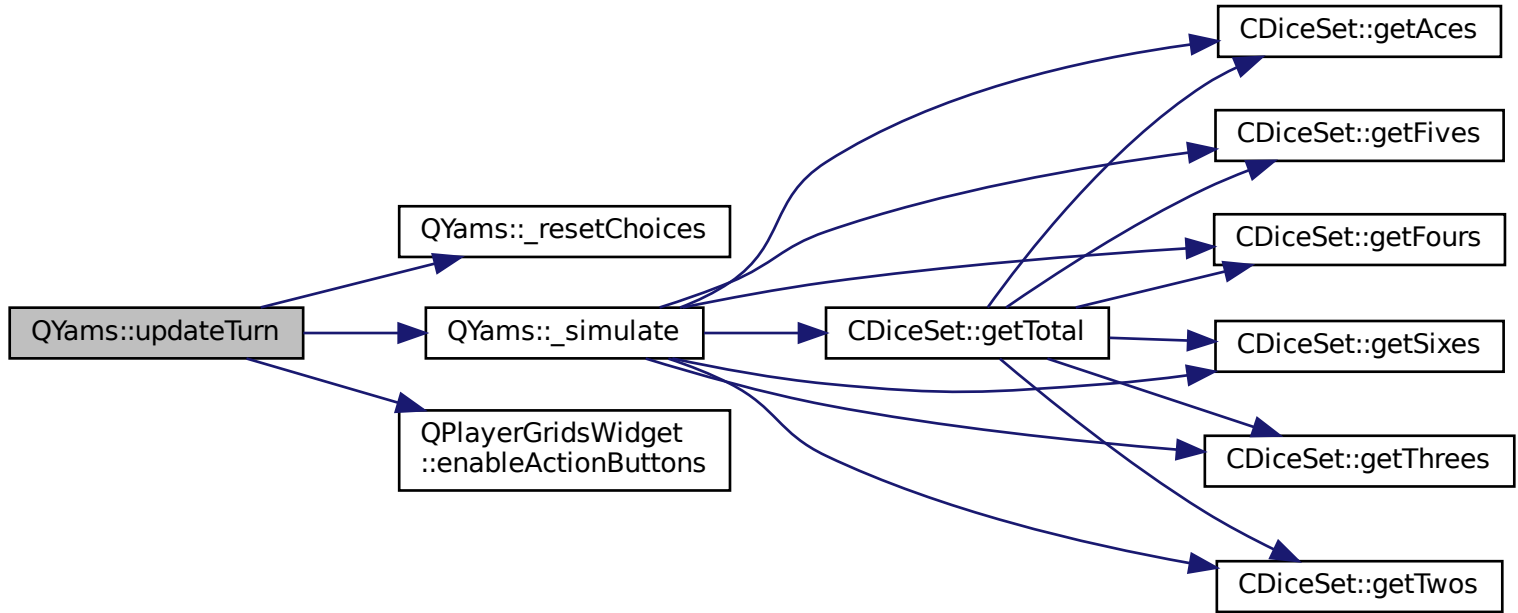 QYams::updateTurn
QYams::_resetChoices
QYams::_simulate
QPlayerGridsWidget
::enableActionButtons
CDiceSet::getTotal
CDiceSet::getAces
CDiceSet::getFives
CDiceSet::getFours
CDiceSet::getSixes
CDiceSet::getThrees
CDiceSet::getTwos